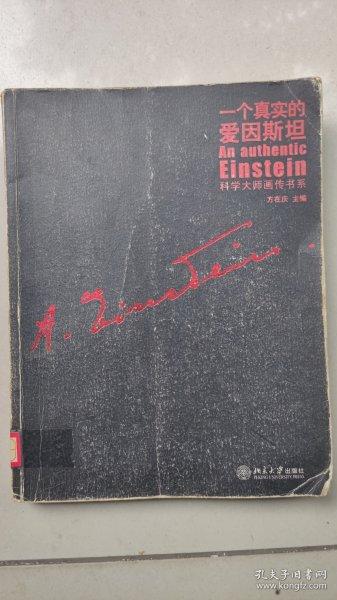 一个真实的
爱因斯坦
An authentic
Einstein
科学大师画传书系
方在庆 主编
A. Einstein.
北京大学出版社
PEKING UNIVERSITY PRESS
孔夫子旧书网